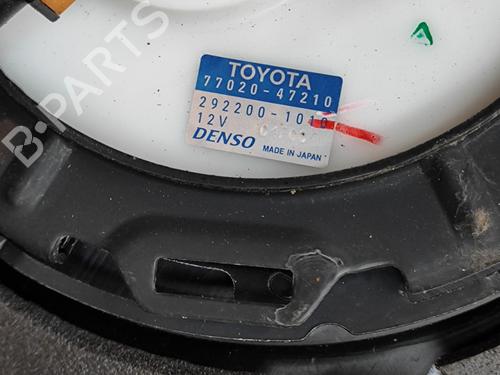 B-PARTS
TOYOTA
77020-47210
292200-1010
12V
DENSO MADE IN JAPAN